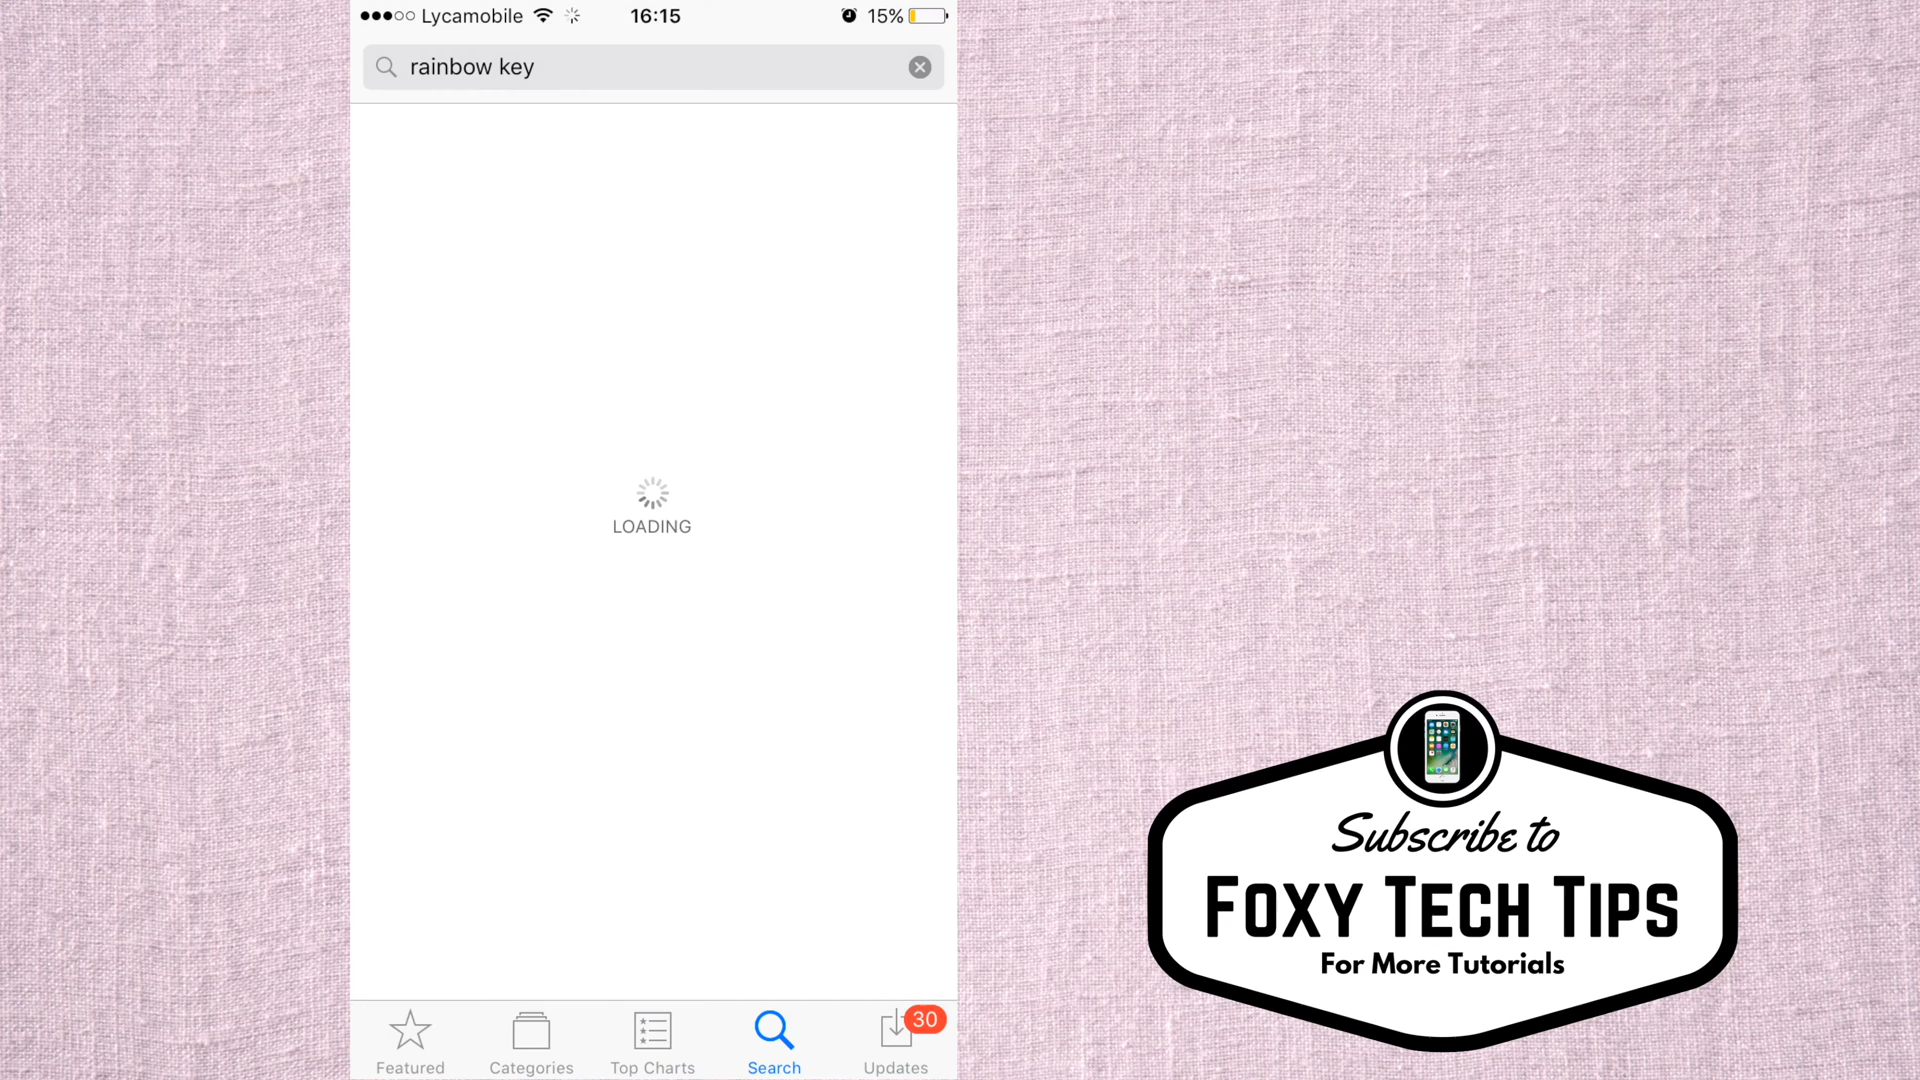 Lycamobile 16:15 15%
rainbow key
LOADING
Featured Categories Top Charts Search Updates
30
Subscribe to
FOXY TECH TIPS
For More Tutorials